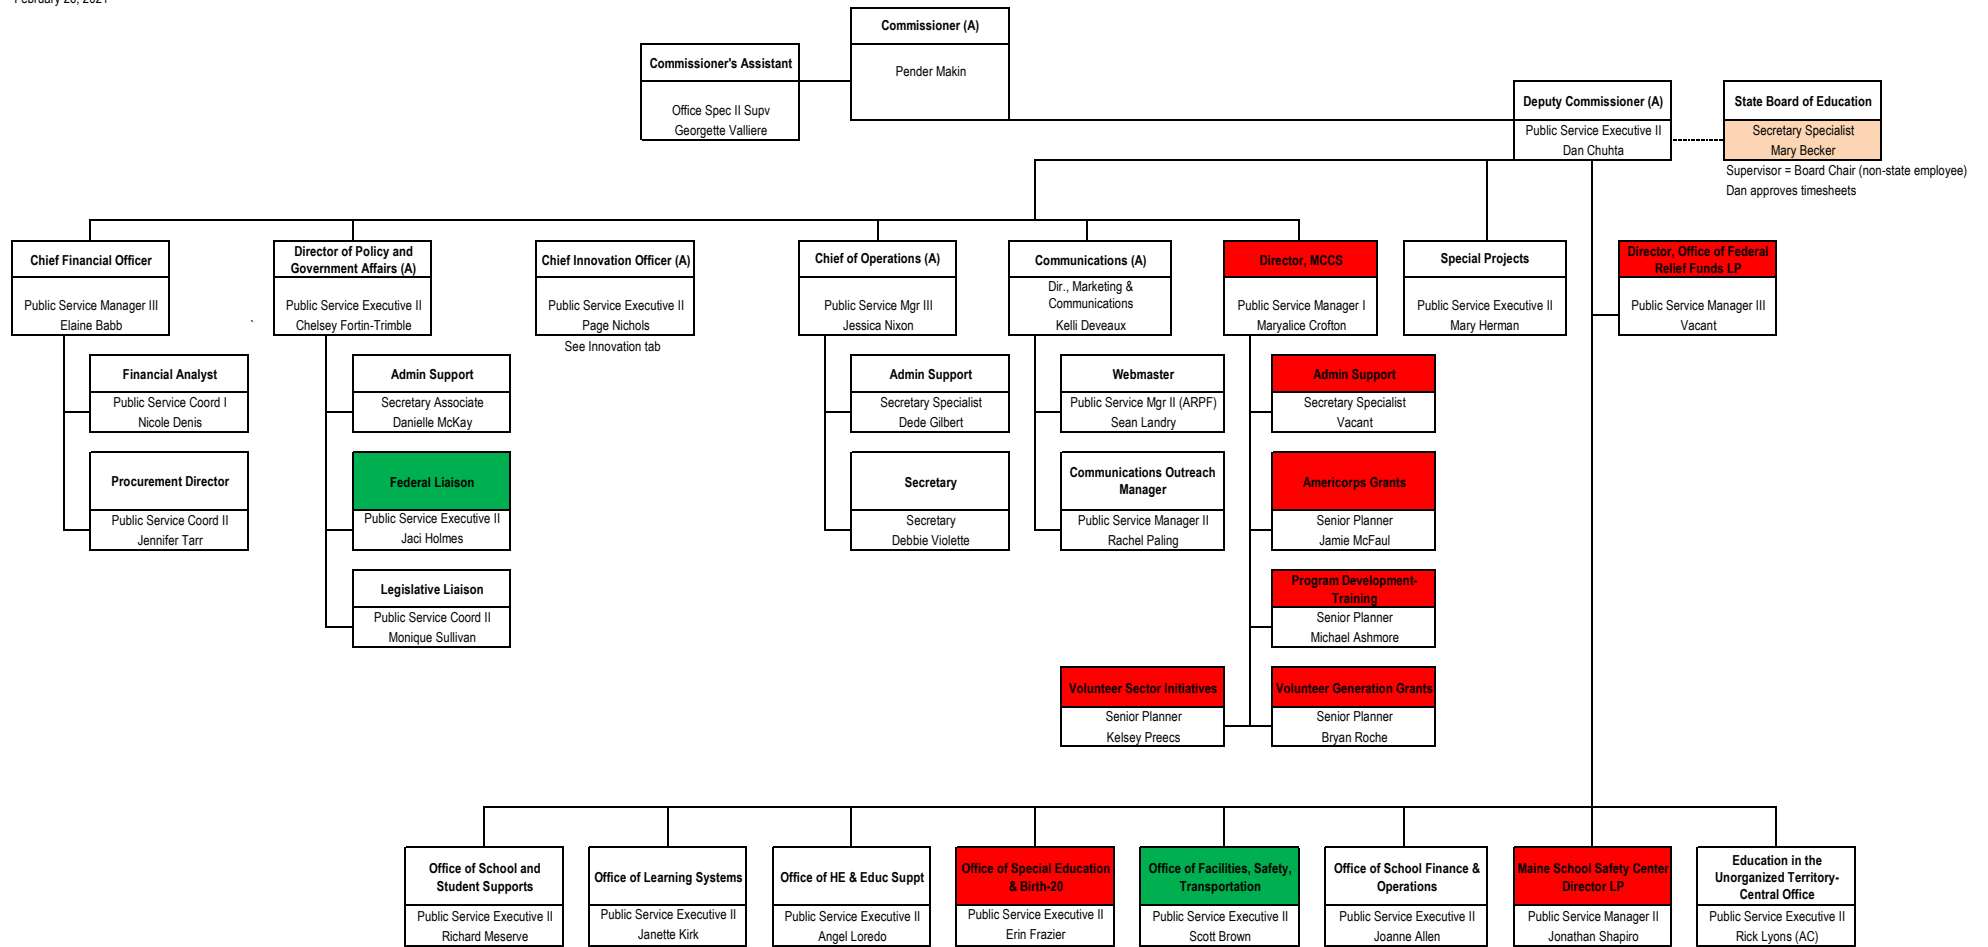 February 26, 2021
Commissioner (A)
Pender Makin
Commissioner's Assistant
Office Spec II Supv
Georgette Valliere
Deputy Commissioner (A)
Public Service Executive II
Dan Chuhta
State Board of Education
Secretary Specialist
Mary Becker
Supervisor = Board Chair (non-state employee)
Dan approves timesheets
Chief Financial Officer
Public Service Manager III
Elaine Babb
`
Director of Policy and
Government Affairs (A)
Public Service Executive II
Chelsey Fortin-Trimble
Chief Innovation Officer (A)
Public Service Executive II
Page Nichols
See Innovation tab
Chief of Operations (A)
Public Service Mgr III
Jessica Nixon
Communications (A)
Dir., Marketing &
Communications
Kelli Deveaux
Director, MCCS
Public Service Manager I
Maryalice Crofton
Special Projects
Public Service Executive II
Mary Herman
Director, Office of Federal
Relief Funds LP
Public Service Manager III
Vacant
Financial Analyst
Public Service Coord I
Nicole Denis
Admin Support
Secretary Associate
Danielle McKay
Admin Support
Secretary Specialist
Dede Gilbert
Webmaster
Public Service Mgr II (ARPF)
Sean Landry
Admin Support
Secretary Specialist
Vacant
Procurement Director
Public Service Coord II
Jennifer Tarr
Federal Liaison
Public Service Executive II
Jaci Holmes
Secretary
Secretary
Debbie Violette
Communications Outreach
Manager
Public Service Manager II
Rachel Paling
Americorps Grants
Senior Planner
Jamie McFaul
Legislative Liaison
Public Service Coord II
Monique Sullivan
Program Development-
Training
Senior Planner
Michael Ashmore
Volunteer Sector Initiatives
Senior Planner
Kelsey Preecs
Volunteer Generation Grants
Senior Planner
Bryan Roche
Office of School and
Student Supports
Public Service Executive II
Richard Meserve
Office of Learning Systems
Public Service Executive II
Janette Kirk
Office of HE & Educ Suppt
Public Service Executive II
Angel Loredo
Office of Special Education
& Birth-20
Public Service Executive II
Erin Frazier
Office of Facilities, Safety,
Transportation
Public Service Executive II
Scott Brown
Office of School Finance &
Operations
Public Service Executive II
Joanne Allen
Maine School Safety Center
Director LP
Public Service Manager II
Jonathan Shapiro
Education in the
Unorganized Territory-
Central Office
Public Service Executive II
Rick Lyons (AC)